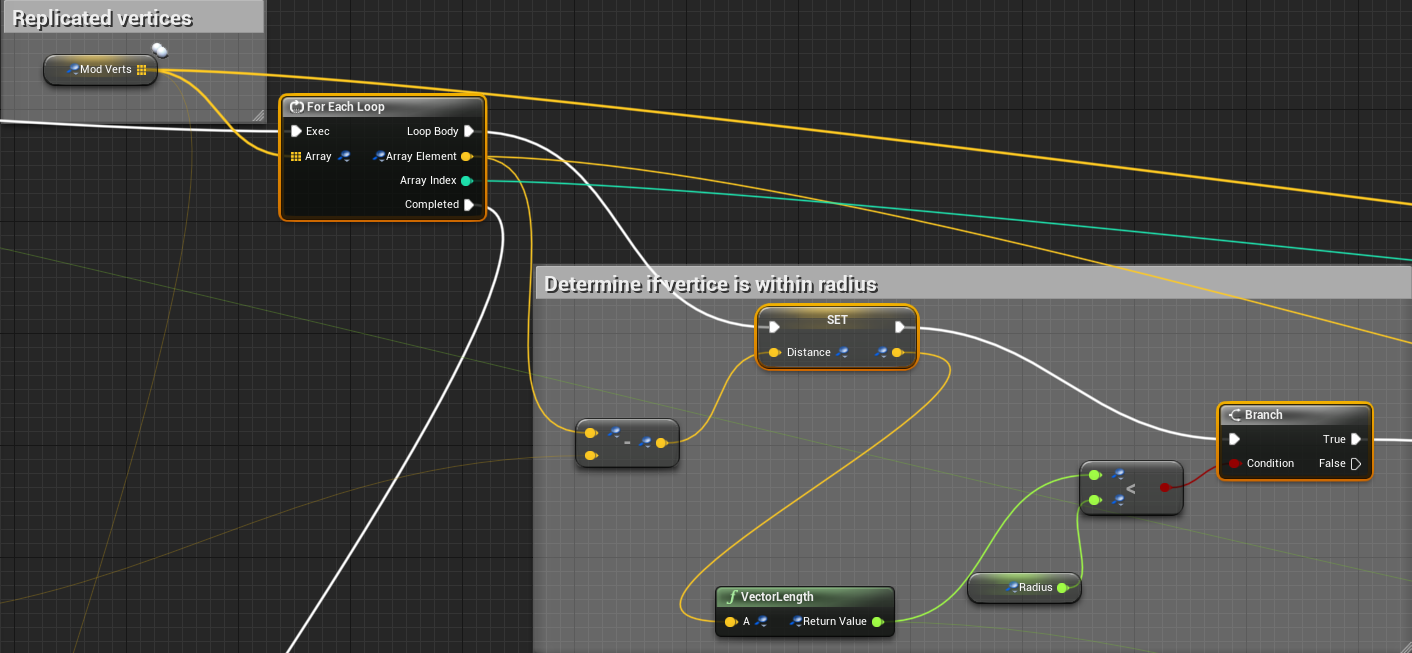 Replicated vertices
Mod Verts
For Each Loop
Exec
Loop Body
Array
Array Element
Array Index
Completed
Determine if vertice is within radius
SET
Distance
Branch
True
Condition
False
-
<
Radius
f VectorLength
A
Return Value